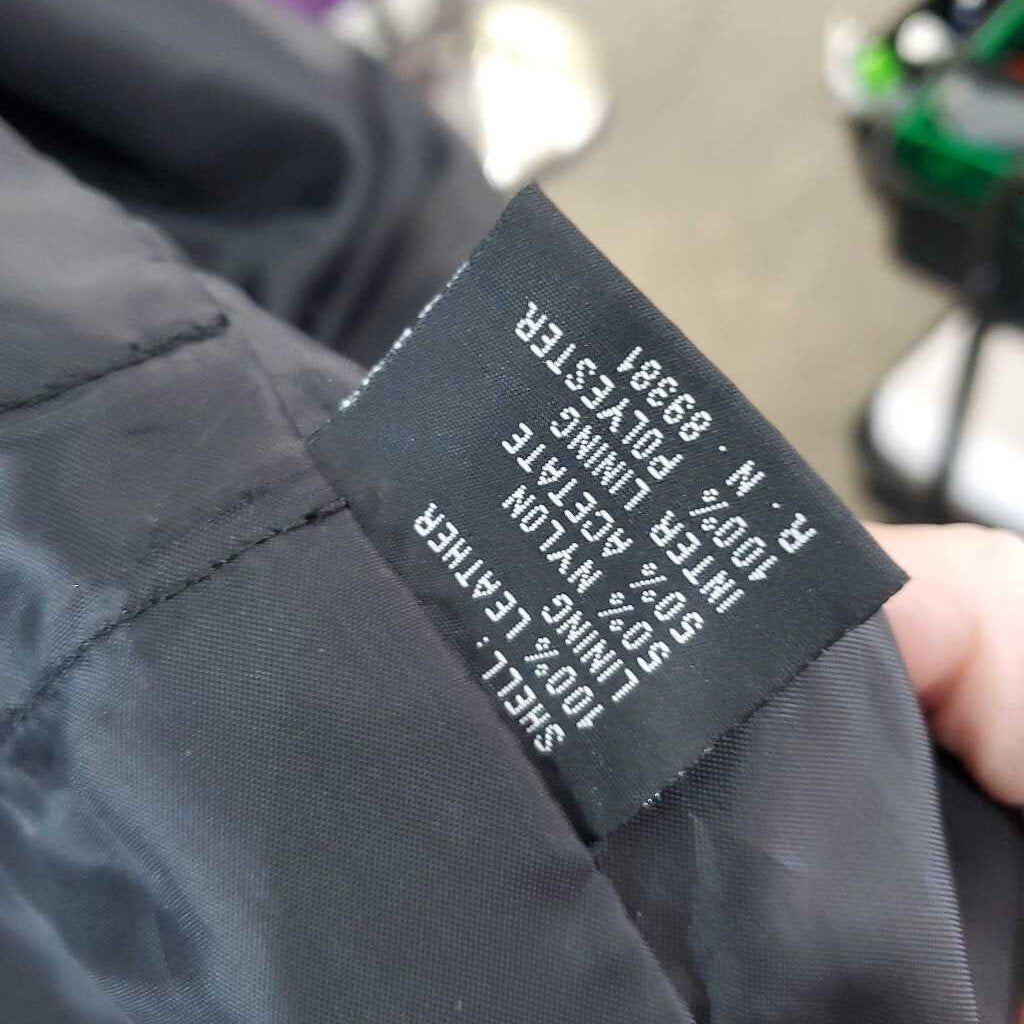 SHELL:
100% LEATHER
LINING
50% NYLON
50% ACETATE
INTER LINING
100% POLYESTER
R.N. 89381